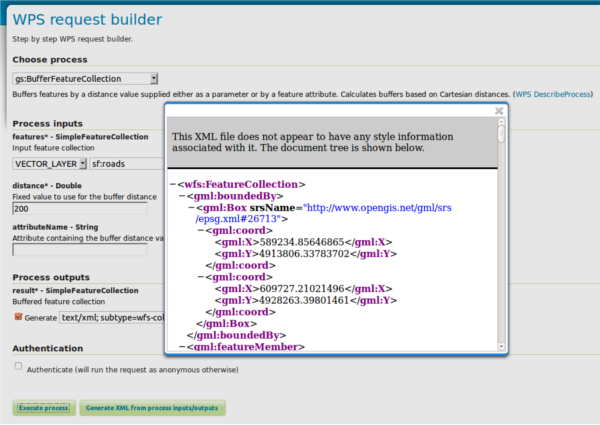 WPS request builder
Step by step WPS request builder.
Choose process
gs:BufferFeatureCollection
Buffers features by a distance value supplied either as a parameter or by a feature attribute. Calculates buffers based on Cartesian distances. (WPS DescribeProcess)
Process inputs
features* - SimpleFeatureCollection
Input feature collection
VECTOR_LAYER sf:roads
distance* - Double
Fixed value to use for the buffer distance
200
attributeName - String
Attribute containing the buffer distance va
Process outputs
result* - SimpleFeatureCollection
Buffered feature collection
Generate text/xml; subtype=wfs-col
Authentication
Authenticate (will run the request as anonymous otherwise)
Execute process Generate XML from process inputs/outputs
This XML file does not appear to have any style information
associated with it. The document tree is shown below.
−<wfs:FeatureCollection>
−<gml:boundedBy>
−<gml:Box srsName="http://www.opengis.net/gml/srs
/epsg.xml#26713">
−<gml:coord>
<gml:X>589234.85646865</gml:X>
<gml:Y>4913806.33783702</gml:Y>
</gml:coord>
−<gml:coord>
<gml:X>609727.21021496</gml:X>
<gml:Y>4928263.39801461</gml:Y>
</gml:coord>
</gml:Box>
</gml:boundedBy>
−<gml:featureMember>